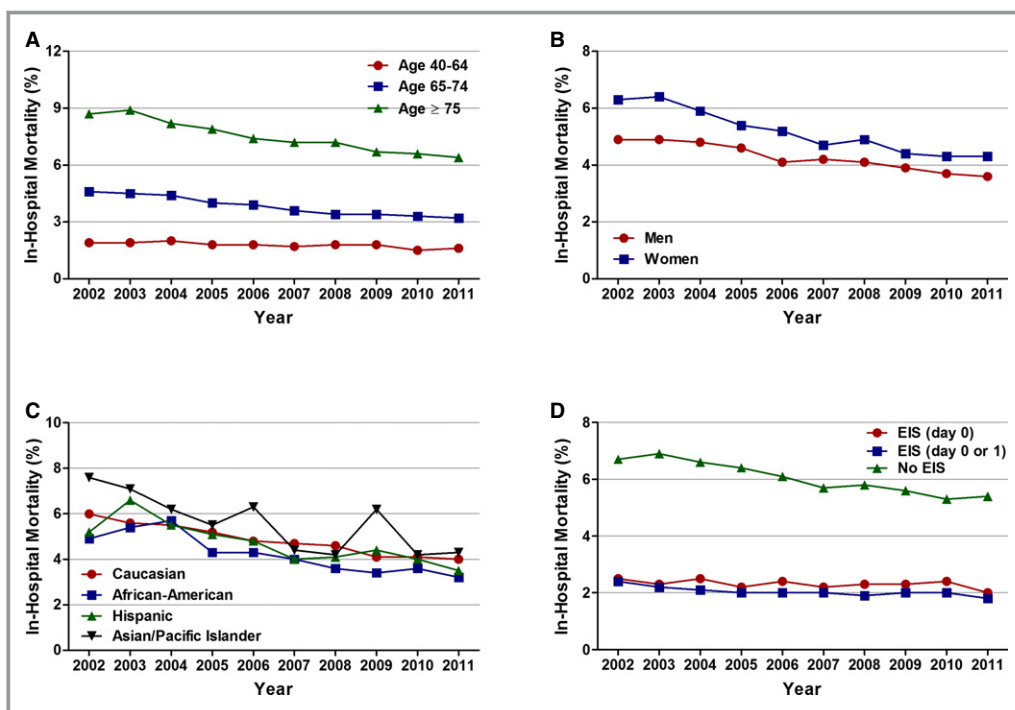 A
In-Hospital Mortality (%)
12
9
6
3
0
Age 40-64
Age 65-74
Age ≥ 75
2002 2003 2004 2005 2006 2007 2008 2009 2010 2011
Year
B
In-Hospital Mortality (%)
8
6
4
2
0
Men
Women
2002 2003 2004 2005 2006 2007 2008 2009 2010 2011
Year
C
In-Hospital Mortality (%)
10
8
6
4
2
0
Caucasian
African-American
Hispanic
Asian/Pacific Islander
2002 2003 2004 2005 2006 2007 2008 2009 2010 2011
Year
D
In-Hospital Mortality (%)
8
6
4
2
0
EIS (day 0)
EIS (day 0 or 1)
No EIS
2002 2003 2004 2005 2006 2007 2008 2009 2010 2011
Year